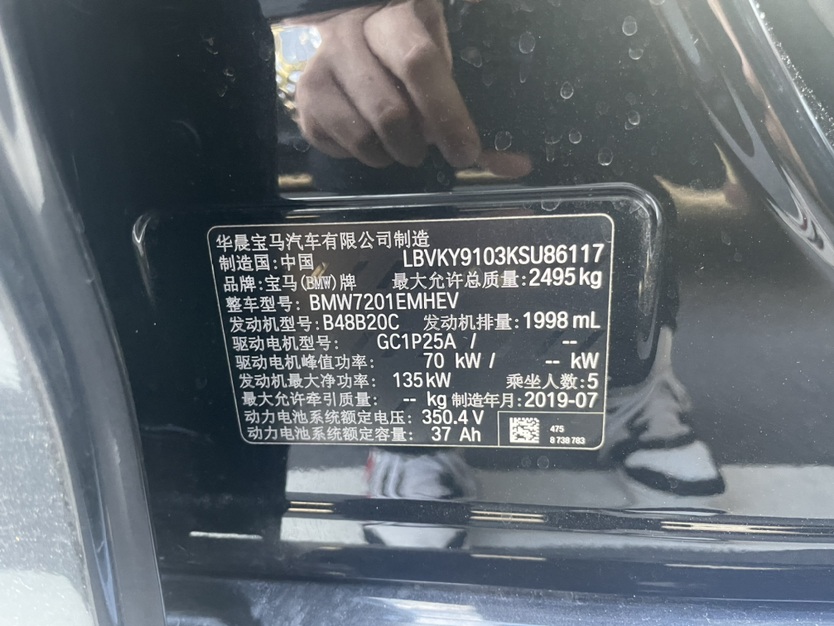 华晨宝马汽车有限公司制造
制造国:中国 LBVKY9103KSU86117
品牌:宝马(BMW)牌 最大允许总质量:2495kg
整车型号: BMW7201EMHEV
发动机型号:B48B20C 发动机排量:1998 mL
驱动电机型号: GC1P25A / --
驱动电机峰值功率: 70 kW / -- kW
发动机最大净功率: 135kW 乘坐人数:5
最大允许牵引质量: -- kg 制造年月:2019-07
动力电池系统额定电压: 350.4 V
动力电池系统额定容量: 37 Ah
475
8 738 783